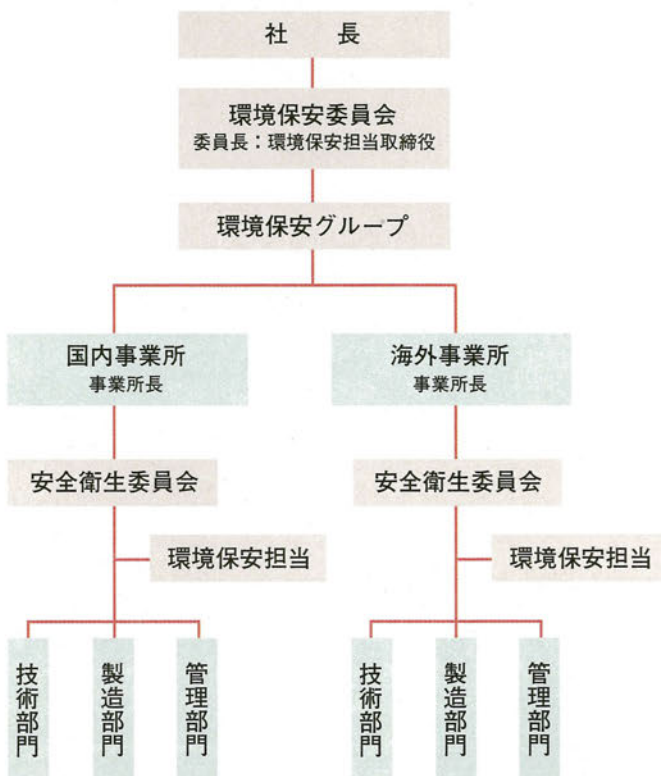 社　長
環境保安委員会
委員長：環境保安担当取締役
環境保安グループ
国内事業所
事業所長
海外事業所
事業所長
安全衛生委員会
安全衛生委員会
環境保安担当
環境保安担当
技術部門
製造部門
管理部門
技術部門
製造部門
管理部門